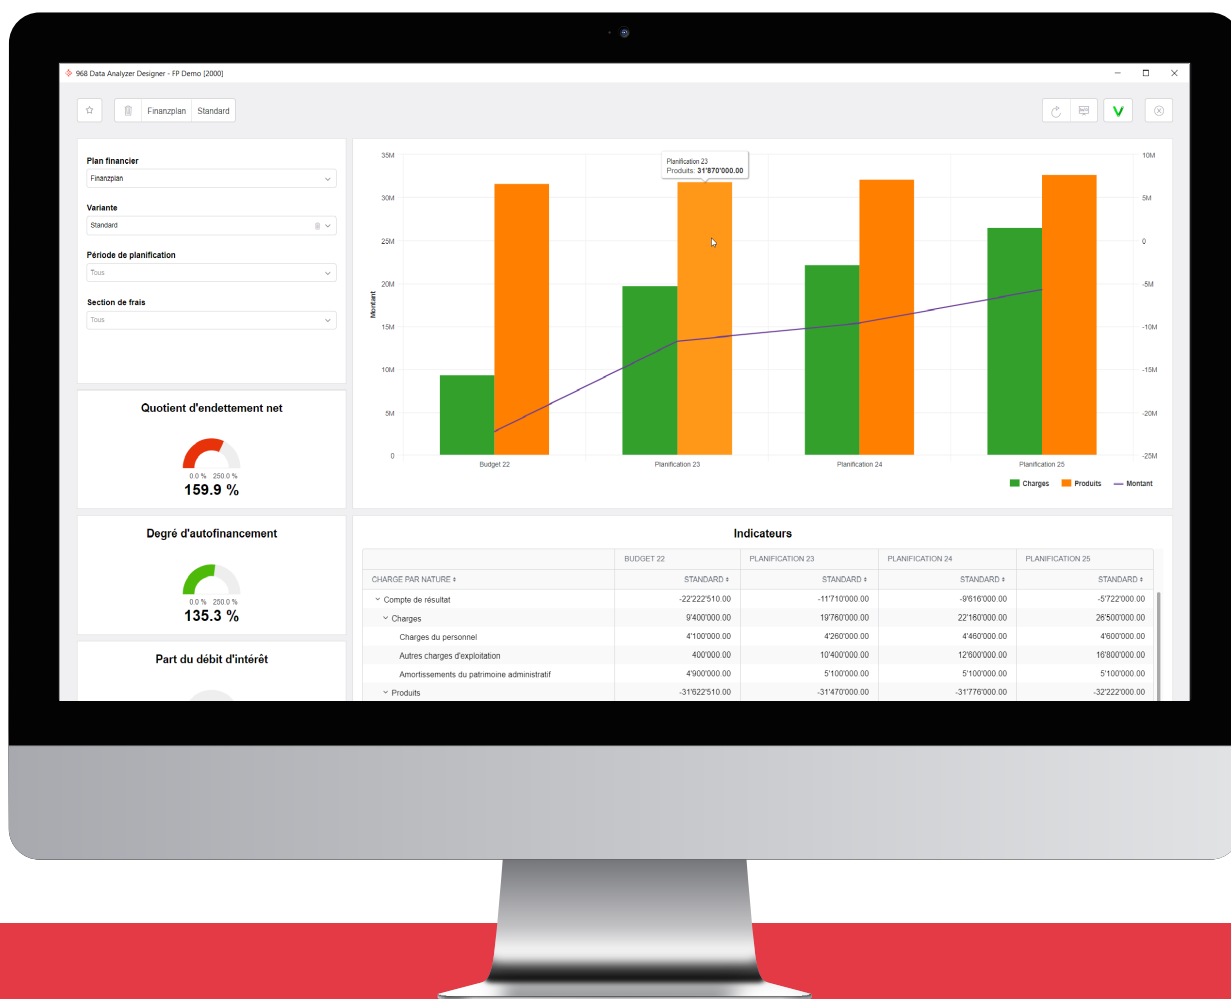 968 Data Analyzer Designer - FP Demo [2000]
Finanzplan Standard
Plan financier
Finanzplan
Variante
Standard
Période de planification
Tous
Section de frais
Tous
35M
30M
25M
20M
15M
10M
5M
0
Montant
10M
5M
0
-5M
-10M
-15M
-20M
-25M
Planification 23
Produits: 31'870'000.00
Budget 22 Planification 23 Planification 24 Planification 25
Charges Produits Montant
Quotient d'endettement net
0.0 % 250.0 %
159.9 %
Degré d'autofinancement
0.0 % 250.0 %
135.3 %
Part du débit d'intérêt
Indicateurs
BUDGET 22 PLANIFICATION 23 PLANIFICATION 24 PLANIFICATION 25
CHARGE PAR NATURE STANDARD STANDARD STANDARD STANDARD
Compte de résultat -22'222'510.00 -11'710'000.00 -9'616'000.00 -5'722'000.00
Charges 9'400'000.00 19'760'000.00 22'160'000.00 26'500'000.00
Charges du personnel 4'100'000.00 4'260'000.00 4'460'000.00 4'600'000.00
Autres charges d'exploitation 400'000.00 10'400'000.00 12'600'000.00 16'800'000.00
Amortissements du patrimoine administratif 4'900'000.00 5'100'000.00 5'100'000.00 5'100'000.00
Produits -31'622'510.00 -31'470'000.00 -31'776'000.00 -32'222'000.00